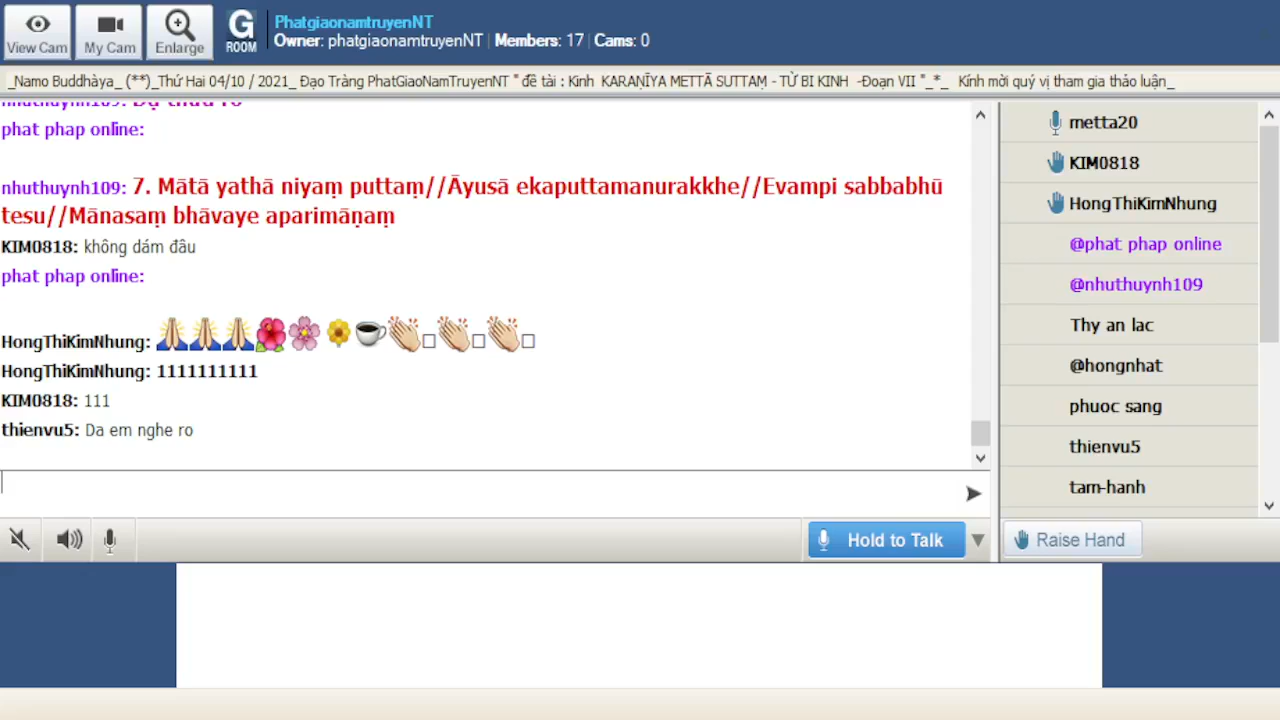 View Cam
My Cam
Enlarge
G
ROOM
PhatgiaonamtruyenNT
Owner: phatgiaonamtruyenNT | Members: 17 | Cams: 0
_Namo Buddhàya_ (**)_Thứ Hai 04/10 / 2021_ Đạo Tràng PhatGiaoNamTruyenNT " đề tài : Kinh KARAṆĪYA METTĀ SUTTAṂ - TỪ BI KINH -Đoạn VII "_*_ Kính mời quý vị tham gia thảo luận_
nhuthuynh109: Dạ thưa rõ
phat phap online:
nhuthuynh109: 7. Mātā yathā niyaṃ puttaṃ//Āyusā ekaputtamanurakkhe//Evampi sabbabhū
tesu//Mānasaṃ bhāvaye aparimāṇaṃ
KIM0818: không dám đâu
phat phap online:
HongThiKimNhung: 🙏🙏🙏🌺🌸🌼☕👏👏👏
HongThiKimNhung: 1111111111
KIM0818: 111
thienvu5: Da em nghe ro
metta20
KIM0818
HongThiKimNhung
@phat phap online
@nhuthuynh109
Thy an lac
@hongnhat
phuoc sang
thienvu5
tam-hanh
Hold to Talk
Raise Hand